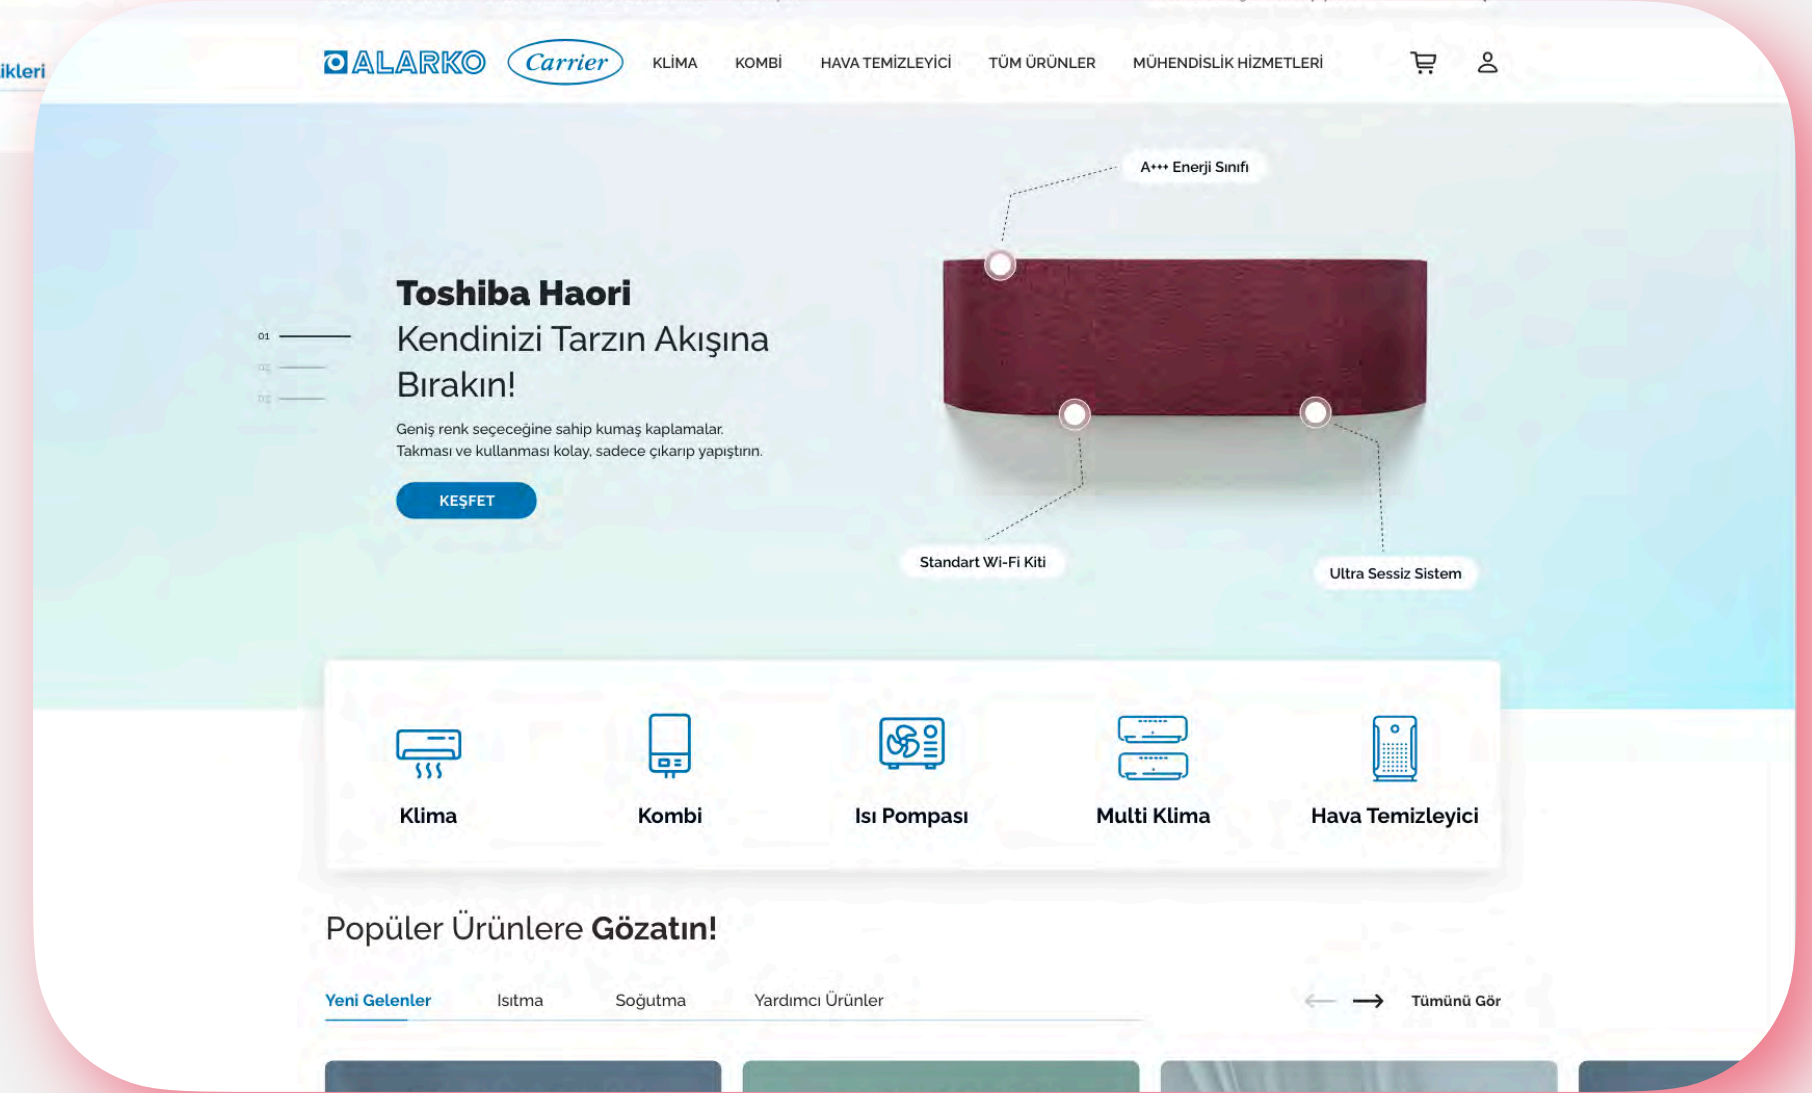 ikleri
ALARKO Carrier KLİMA KOMBİ HAVA TEMİZLEYİCİ TÜM ÜRÜNLER MÜHENDİSLİK HİZMETLERİ
A+++ Enerji Sınıfı
Toshiba Haori
01
Kendinizi Tarzın Akışına
02
Bırakın!
03
Geniş renk seçeceğine sahip kumaş kaplamalar.
Takması ve kullanması kolay, sadece çıkarıp yapıştırın.
KEŞFET
Standart Wi-Fi Kiti
Ultra Sessiz Sistem
Klima Kombi Isı Pompası Multi Klima Hava Temizleyici
Popüler Ürünlere Gözatın!
Yeni Gelenler Isıtma Soğutma Yardımcı Ürünler Tümünü Gör